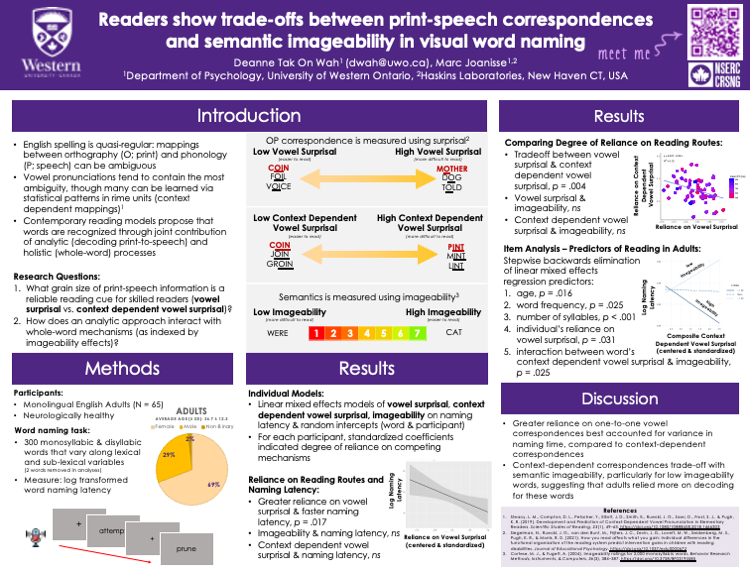 Readers show trade-offs between print-speech correspondences
and semantic imageability in visual word naming
Deanne Tak On Wah¹ (dwah@uwo.ca), Marc Joanisse¹,²
¹Department of Psychology, University of Western Ontario, ²Haskins Laboratories, New Haven CT, USA
Western
meet me
NSERC
CRSNG
Introduction
• English spelling is quasi-regular: mappings
between orthography (O; print) and phonology
(P; speech) can be ambiguous
• Vowel pronunciations tend to contain the most
ambiguity, though many can be learned via
statistical patterns in rime units (context
dependent mappings)¹
• Contemporary reading models propose that
words are recognized through joint contribution
of analytic (decoding print-to-speech) and
holistic (whole-word) processes
Research Questions:
1. What grain size of print-speech information is a
reliable reading cue for skilled readers (vowel
surprisal vs. context dependent vowel surprisal)?
2. How does an analytic approach interact with
whole-word mechanisms (as indexed by
imageability effects)?
OP correspondence is measured using surprisal²
Low Vowel Surprisal
(easier to read)
High Vowel Surprisal
(more difficult to read)
COIN
FOIL
VOICE
MOTHER
DOG
TOLD
Low Context Dependent
Vowel Surprisal
(easier to read)
High Context Dependent
Vowel Surprisal
(more difficult to read)
COIN
JOIN
GROIN
PINT
MINT
LINT
Semantics is measured using imageability³
Low Imageability
(more difficult to read)
High Imageability
(easier to read)
WERE
1 2 3 4 5 6 7
CAT
Methods
Participants:
• Monolingual English Adults (N = 65)
• Neurologically healthy
Word naming task:
• 300 monosyllabic & disyllabic
words that vary along lexical
and sub-lexical variables
(2 words removed in analyses)
• Measure: log transformed
word naming latency
ADULTS
Female Male Non Binary
2%
29%
69%
+
attemp
+
prune
Results
Individual Models:
• Linear mixed effects models of vowel surprisal, context
dependent vowel surprisal, imageability on naming
latency & random intercepts (word & participant)
• For each participant, standardized coefficients
indicated degree of reliance on competing
mechanisms
Reliance on Reading Routes and
Naming Latency:
• Greater reliance on vowel
surprisal & faster naming
latency, p = .017
• Imageability & naming latency, ns
• Context dependent vowel
surprisal & naming latency, ns
Log Naming
Latency
Reliance on Vowel Surprisal
(centered & standardized)
Results
Comparing Degree of Reliance on Reading Routes:
• Tradeoff between vowel
surprisal & context
dependent vowel
surprisal, p = .004
• Vowel surprisal &
imageability, ns
• Context dependent vowel
surprisal & imageability, ns
Reliance on Context
Dependent
Vowel Surprisal
Reliance on Vowel Surprisal
Item Analysis – Predictors of Reading in Adults:
Stepwise backwards elimination
of linear mixed effects
regression predictors:
1. age, p = .016
2. word frequency, p = .025
3. number of syllables, p < .001
4. individual's reliance on
vowel surprisal, p = .031
5. interaction between word's
context dependent vowel surprisal & imageability,
p = .025
Log Naming
Latency
low
imageability
high
imageability
Composite Context
Dependent Vowel Surprisal
(centered & standardized)
Discussion
• Greater reliance on one-to-one vowel
correspondences best accounted for variance in
naming time, compared to context-dependent
correspondences
• Context-dependent correspondences trade-off with
semantic imageability, particularly for low imageability
words, suggesting that adults relied more on decoding
for these words
References